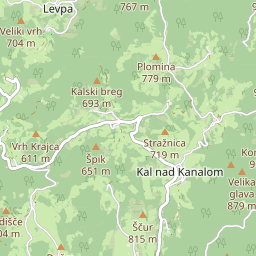 Levpa
767 m
Veliki vrh
704 m
Plomina
779 m
Kalski breg
693 m
Vrh Krajca
611 m
Stražnica
719 m
Špik
651 m
Kal nad Kanalom
Velika
glava
879 m
Ščur
815 m